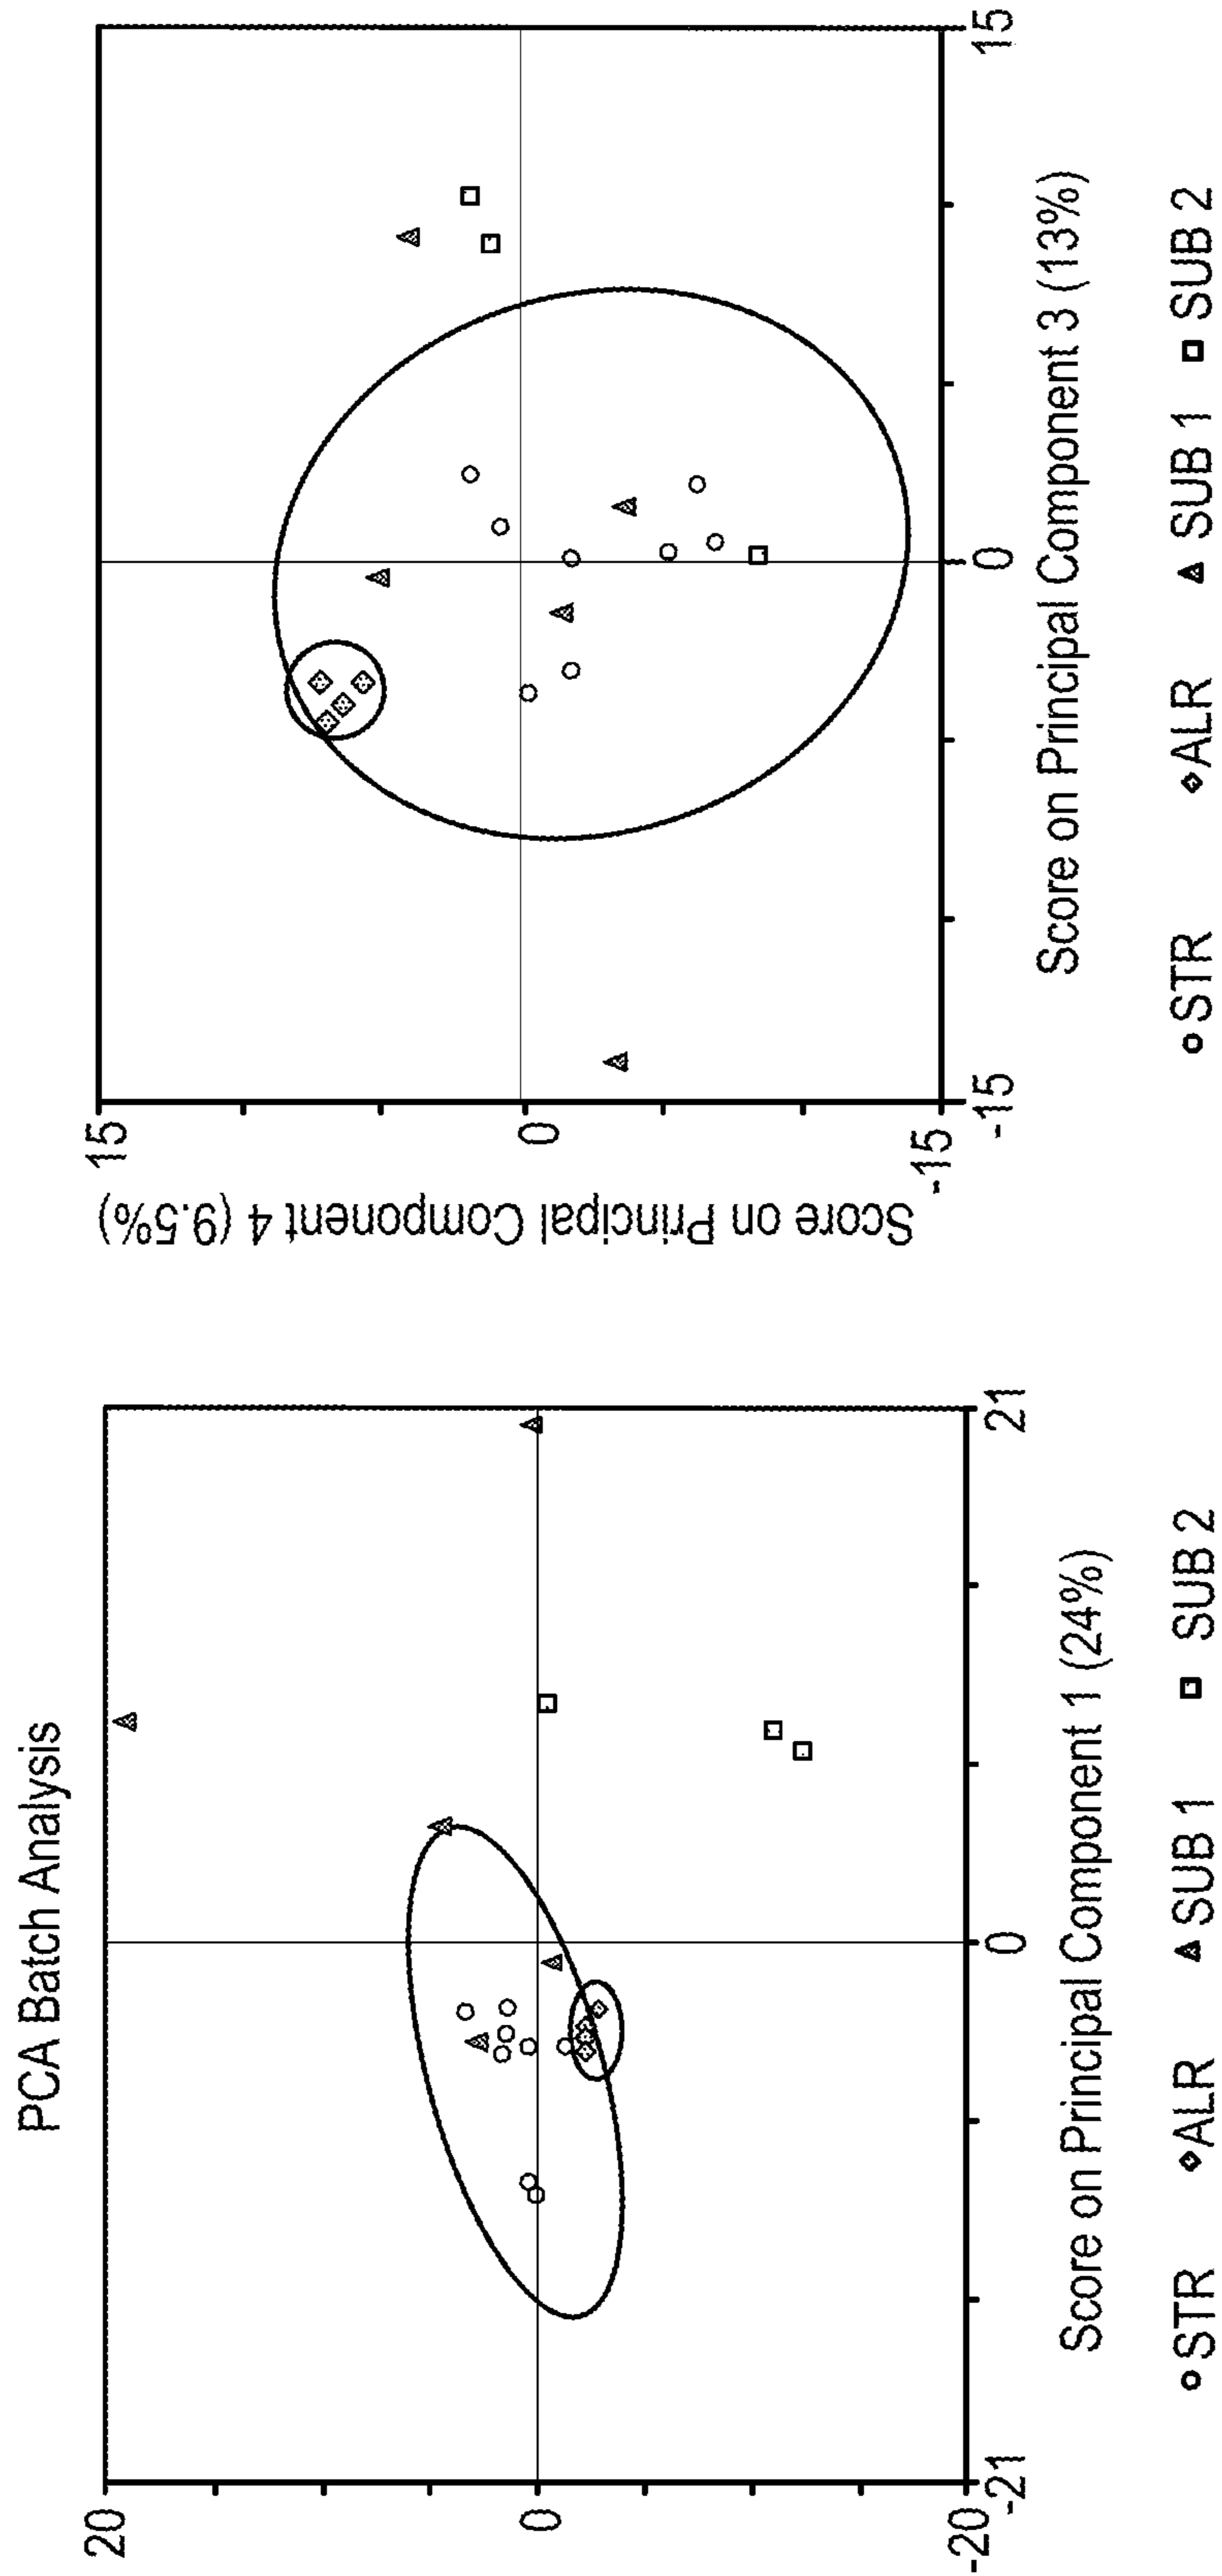 PCA Batch Analysis
20
0
-20
-21
0
21
Score on Principal Component 1 (24%)
STR ALR SUB 1 SUB 2
Score on Principal Component 4 (9.5%)
15
0
-15
-15
0
15
Score on Principal Component 3 (13%)
STR ALR SUB 1 SUB 2